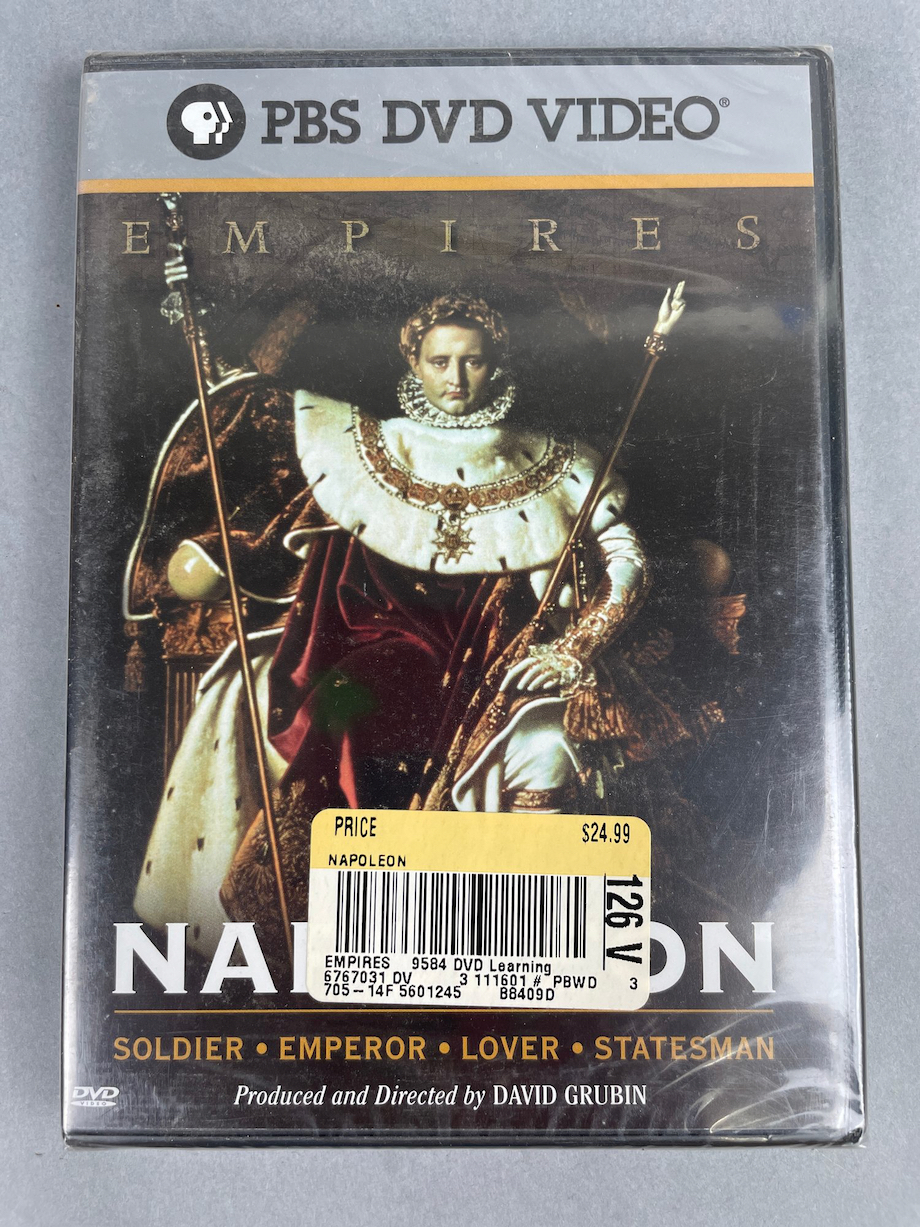 PBS DVD VIDEO®
EMPIRES
PRICE $24.99
NAPOLEON
126 V
EMPIRES 9584 DVD Learning
6767031 DV 3 111601 # PBWD 3
705-14F 5601245 B8409D
NA ON
SOLDIER • EMPEROR • LOVER • STATESMAN
DVD
VIDEO
Produced and Directed by DAVID GRUBIN